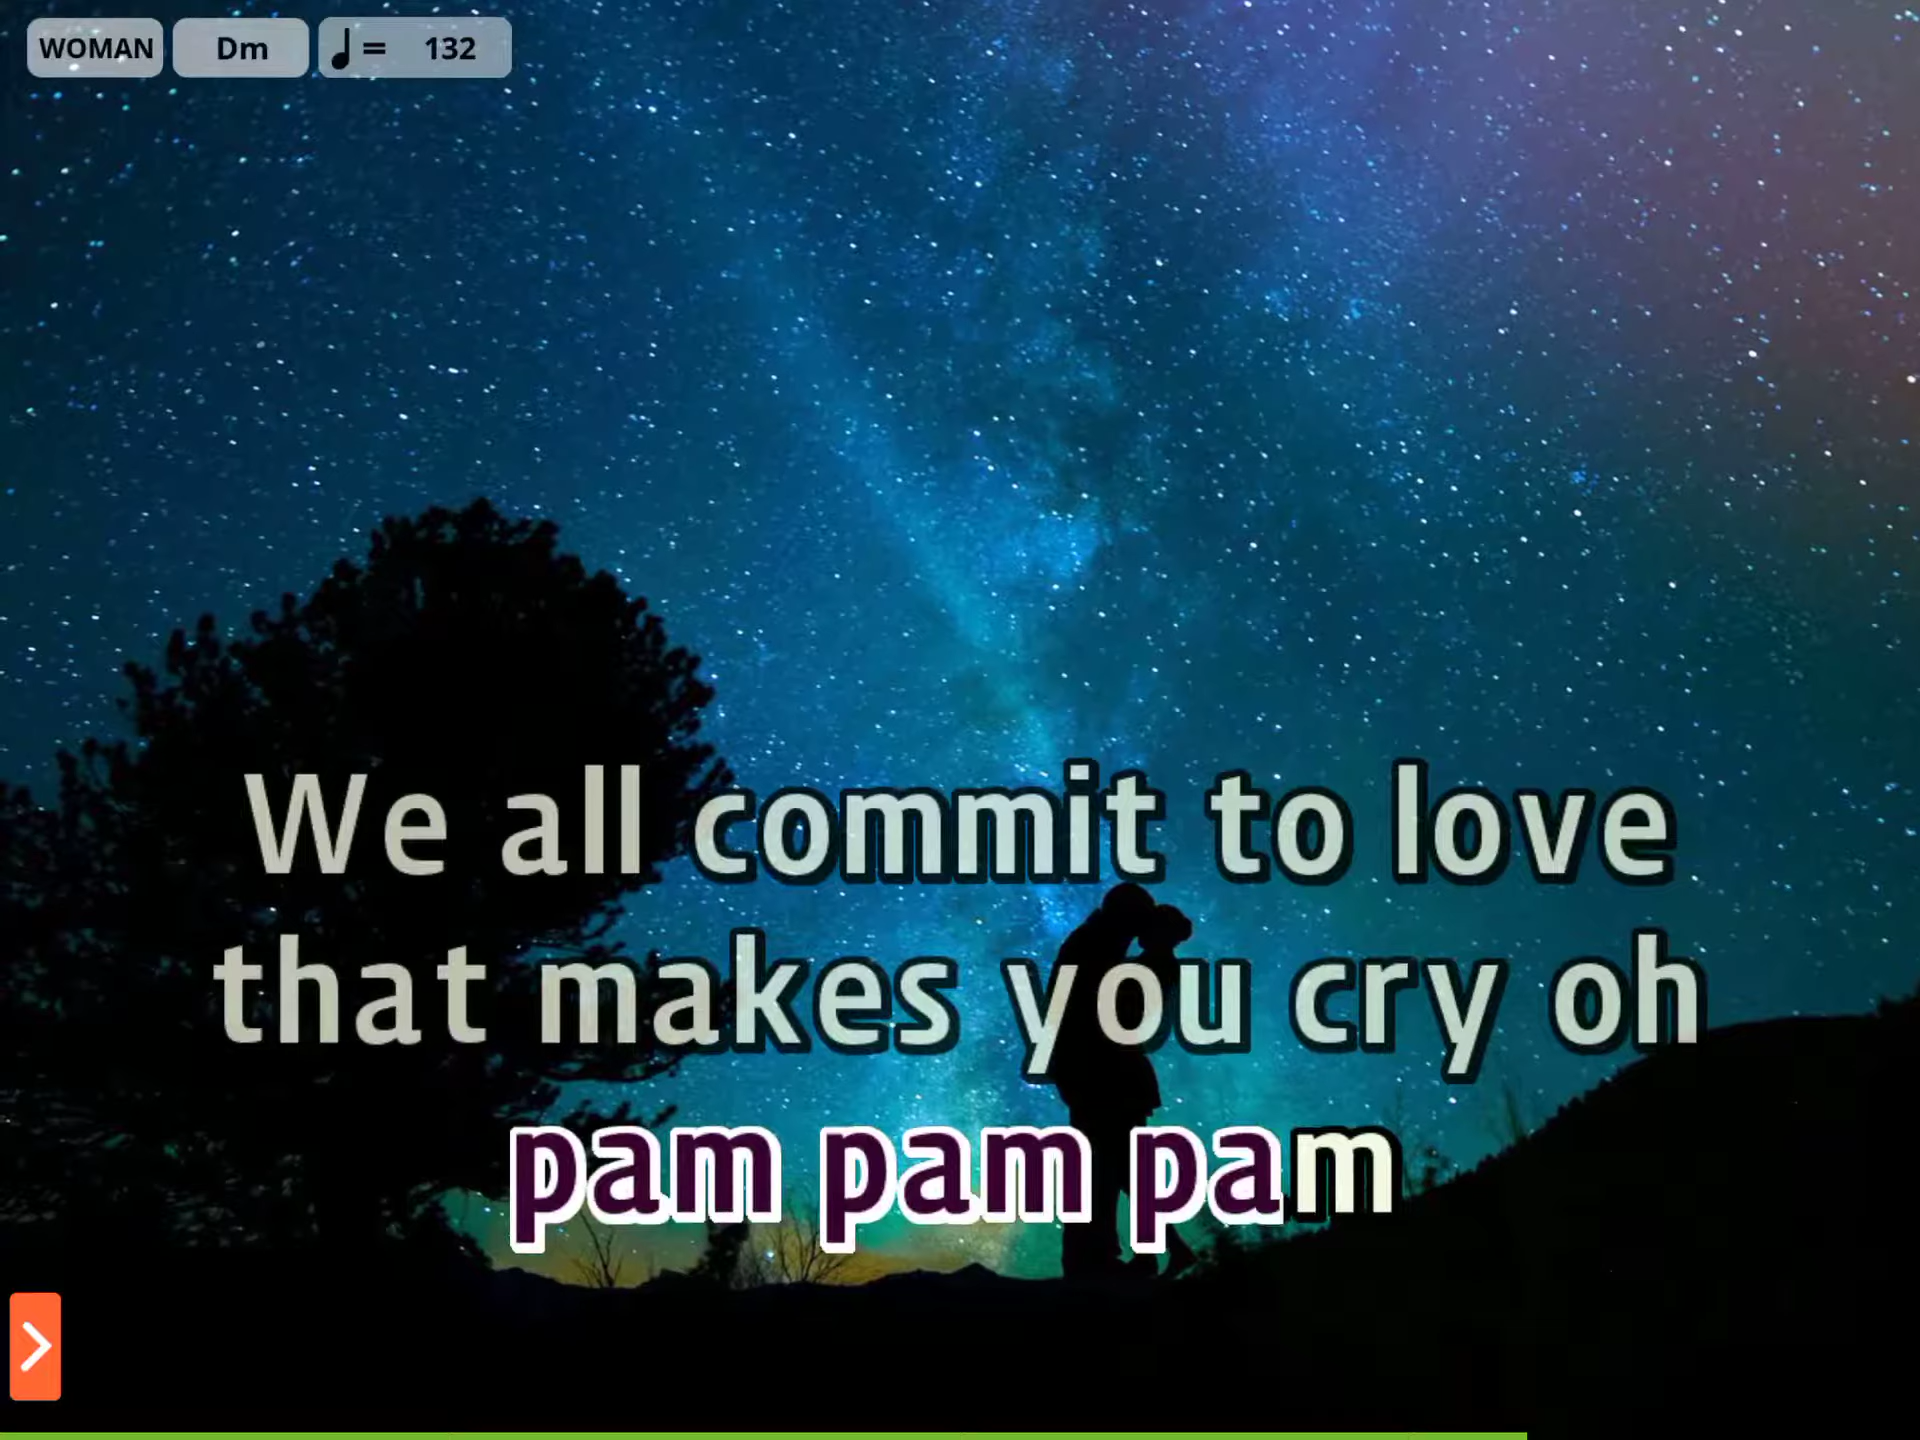 WOMAN Dm ♩ = 132
We all commit to love
that makes you cry oh
pam pam pam